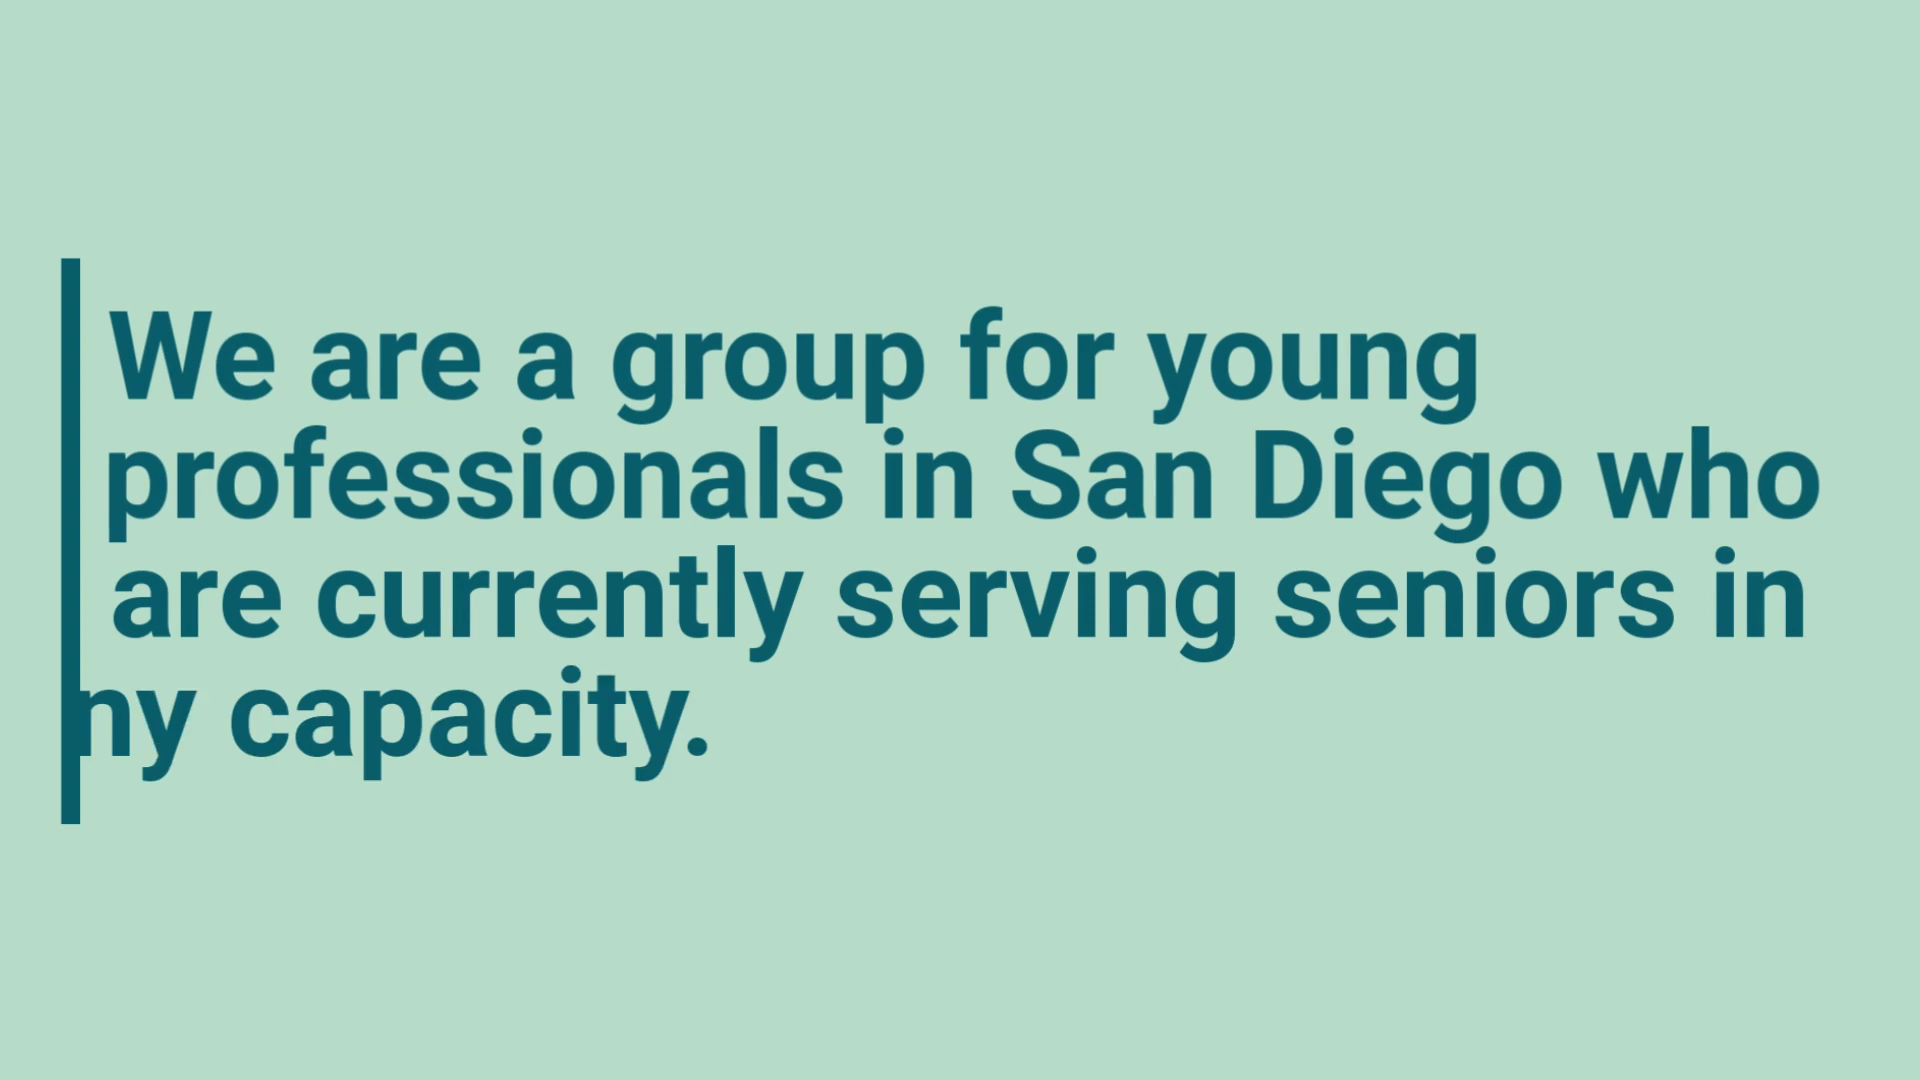 We are a group for young
professionals in San Diego who
are currently serving seniors in
ny capacity.